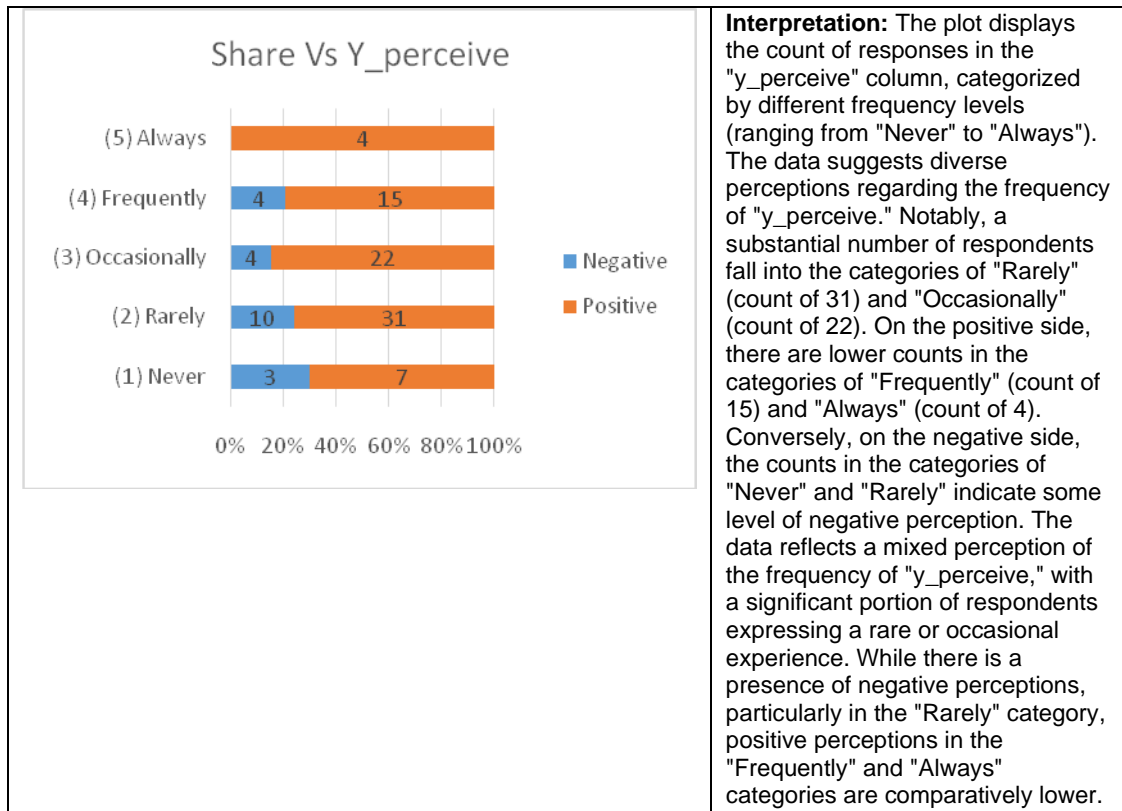 Share Vs Y_perceive
(5) Always
4
(4) Frequently
4 15
(3) Occasionally
4 22
(2) Rarely
10 31
(1) Never
3 7
0% 20% 40% 60% 80% 100%
Negative
Positive
Interpretation: The plot displays
the count of responses in the
"y_perceive" column, categorized
by different frequency levels
(ranging from "Never" to "Always").
The data suggests diverse
perceptions regarding the frequency
of "y_perceive." Notably, a
substantial number of respondents
fall into the categories of "Rarely"
(count of 31) and "Occasionally"
(count of 22). On the positive side,
there are lower counts in the
categories of "Frequently" (count of
15) and "Always" (count of 4).
Conversely, on the negative side,
the counts in the categories of
"Never" and "Rarely" indicate some
level of negative perception. The
data reflects a mixed perception of
the frequency of "y_perceive," with
a significant portion of respondents
expressing a rare or occasional
experience. While there is a
presence of negative perceptions,
particularly in the "Rarely" category,
positive perceptions in the
"Frequently" and "Always"
categories are comparatively lower.